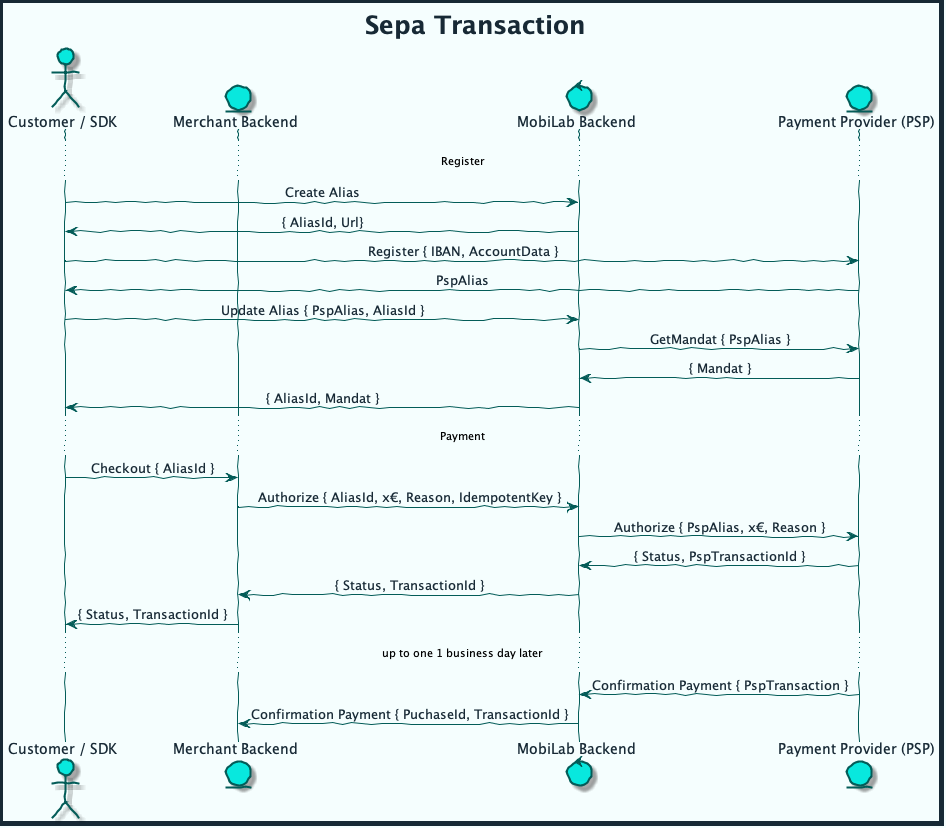 Sepa Transaction
Customer / SDK
Merchant Backend
MobiLab Backend
Payment Provider (PSP)
Register
Create Alias
{ AliasId, Url}
Register { IBAN, AccountData }
PspAlias
Update Alias { PspAlias, AliasId }
GetMandat { PspAlias }
{ Mandat }
{ AliasId, Mandat }
Payment
Checkout { AliasId }
Authorize { AliasId, x€, Reason, IdempotentKey }
Authorize { PspAlias, x€, Reason }
{ Status, PspTransactionId }
{ Status, TransactionId }
{ Status, TransactionId }
up to one 1 business day later
Confirmation Payment { PspTransaction }
Confirmation Payment { PuchaseId, TransactionId }
Customer / SDK
Merchant Backend
MobiLab Backend
Payment Provider (PSP)